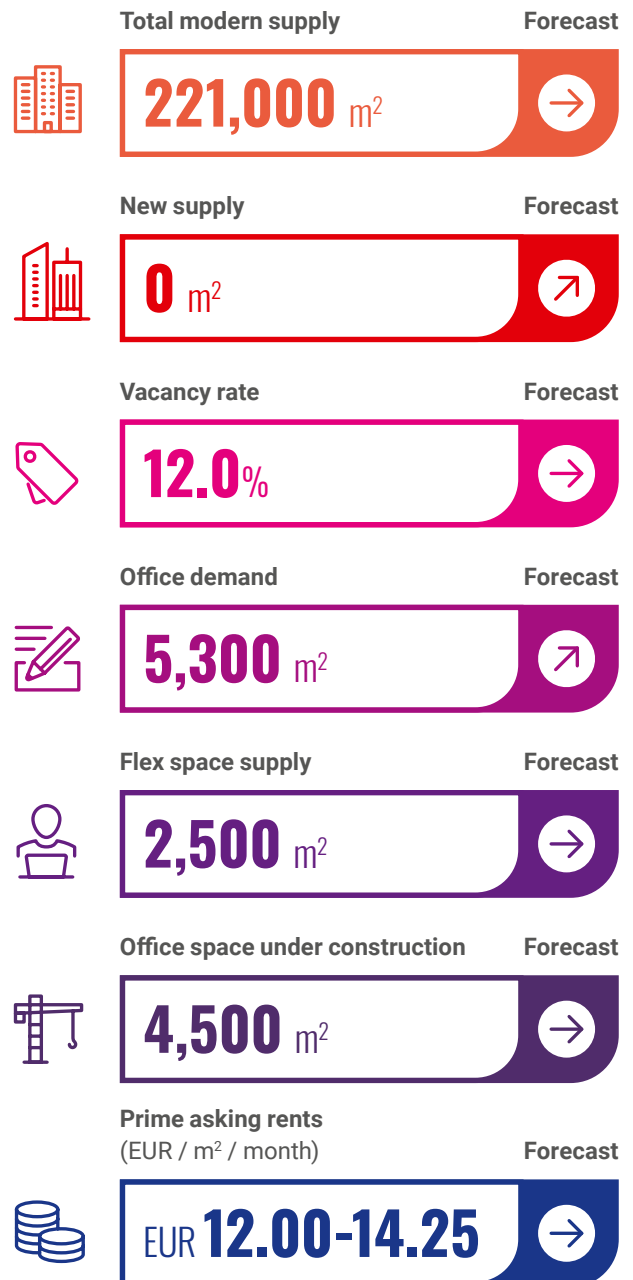 Total modern supply Forecast
221,000 m²
New supply Forecast
0 m²
Vacancy rate Forecast
12.0%
Office demand Forecast
5,300 m²
Flex space supply Forecast
2,500 m²
Office space under construction Forecast
4,500 m²
Prime asking rents
(EUR / m² / month) Forecast
EUR 12.00-14.25